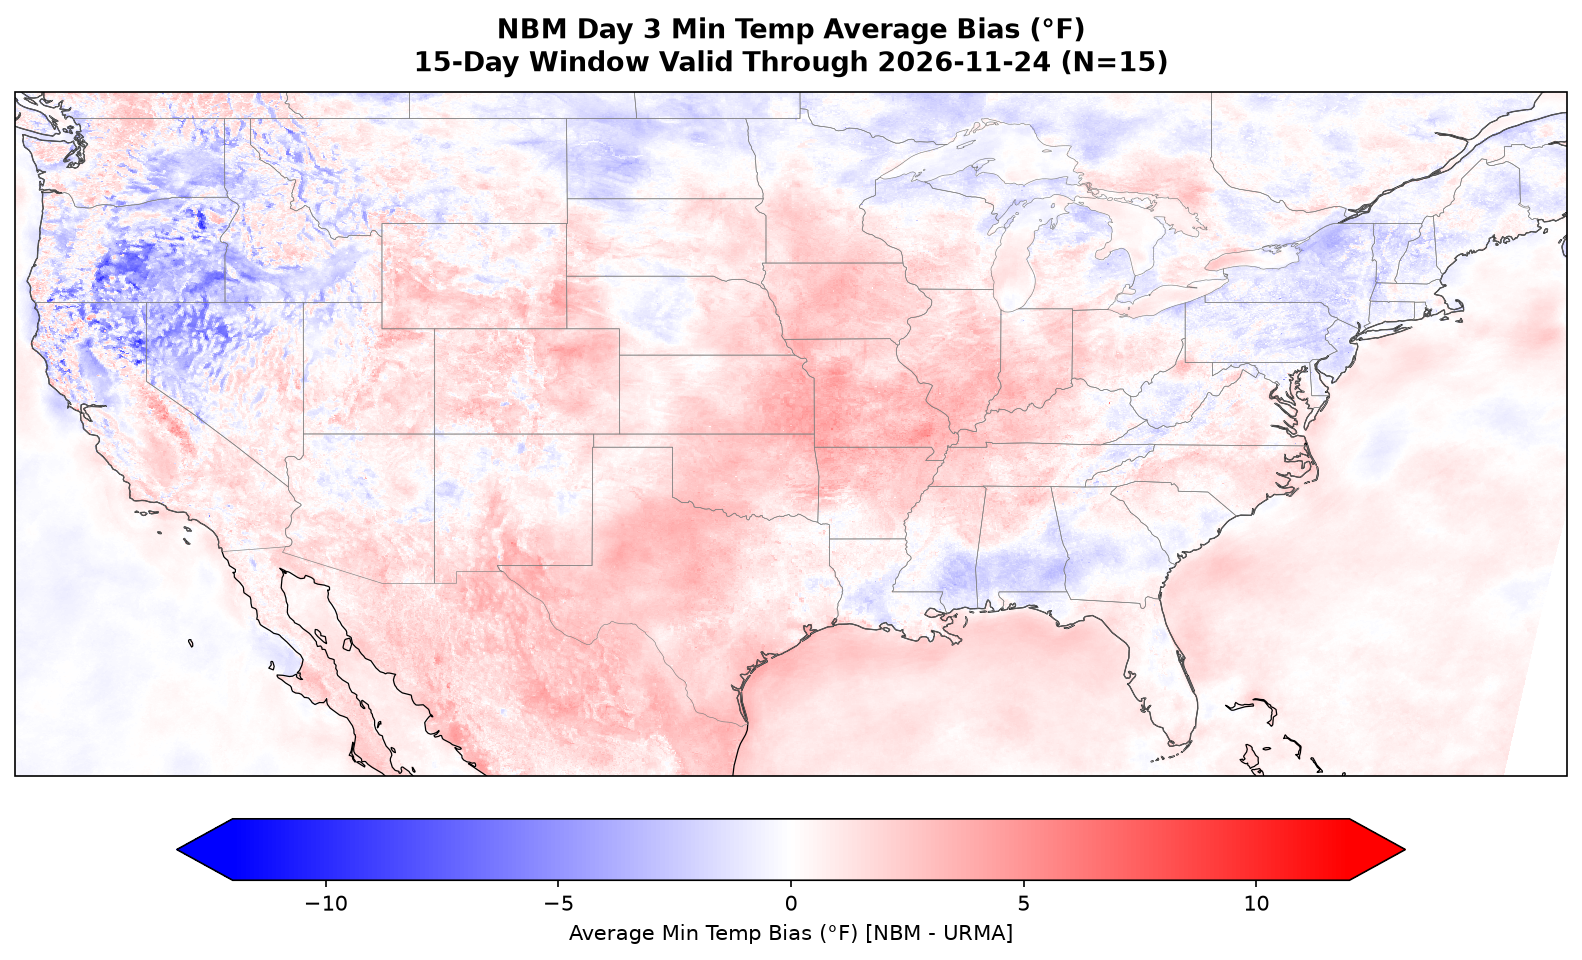 NBM Day 3 Min Temp Average Bias (°F)
15-Day Window Valid Through 2026-11-24 (N=15)
−10 −5 0 5 10
Average Min Temp Bias (°F) [NBM - URMA]